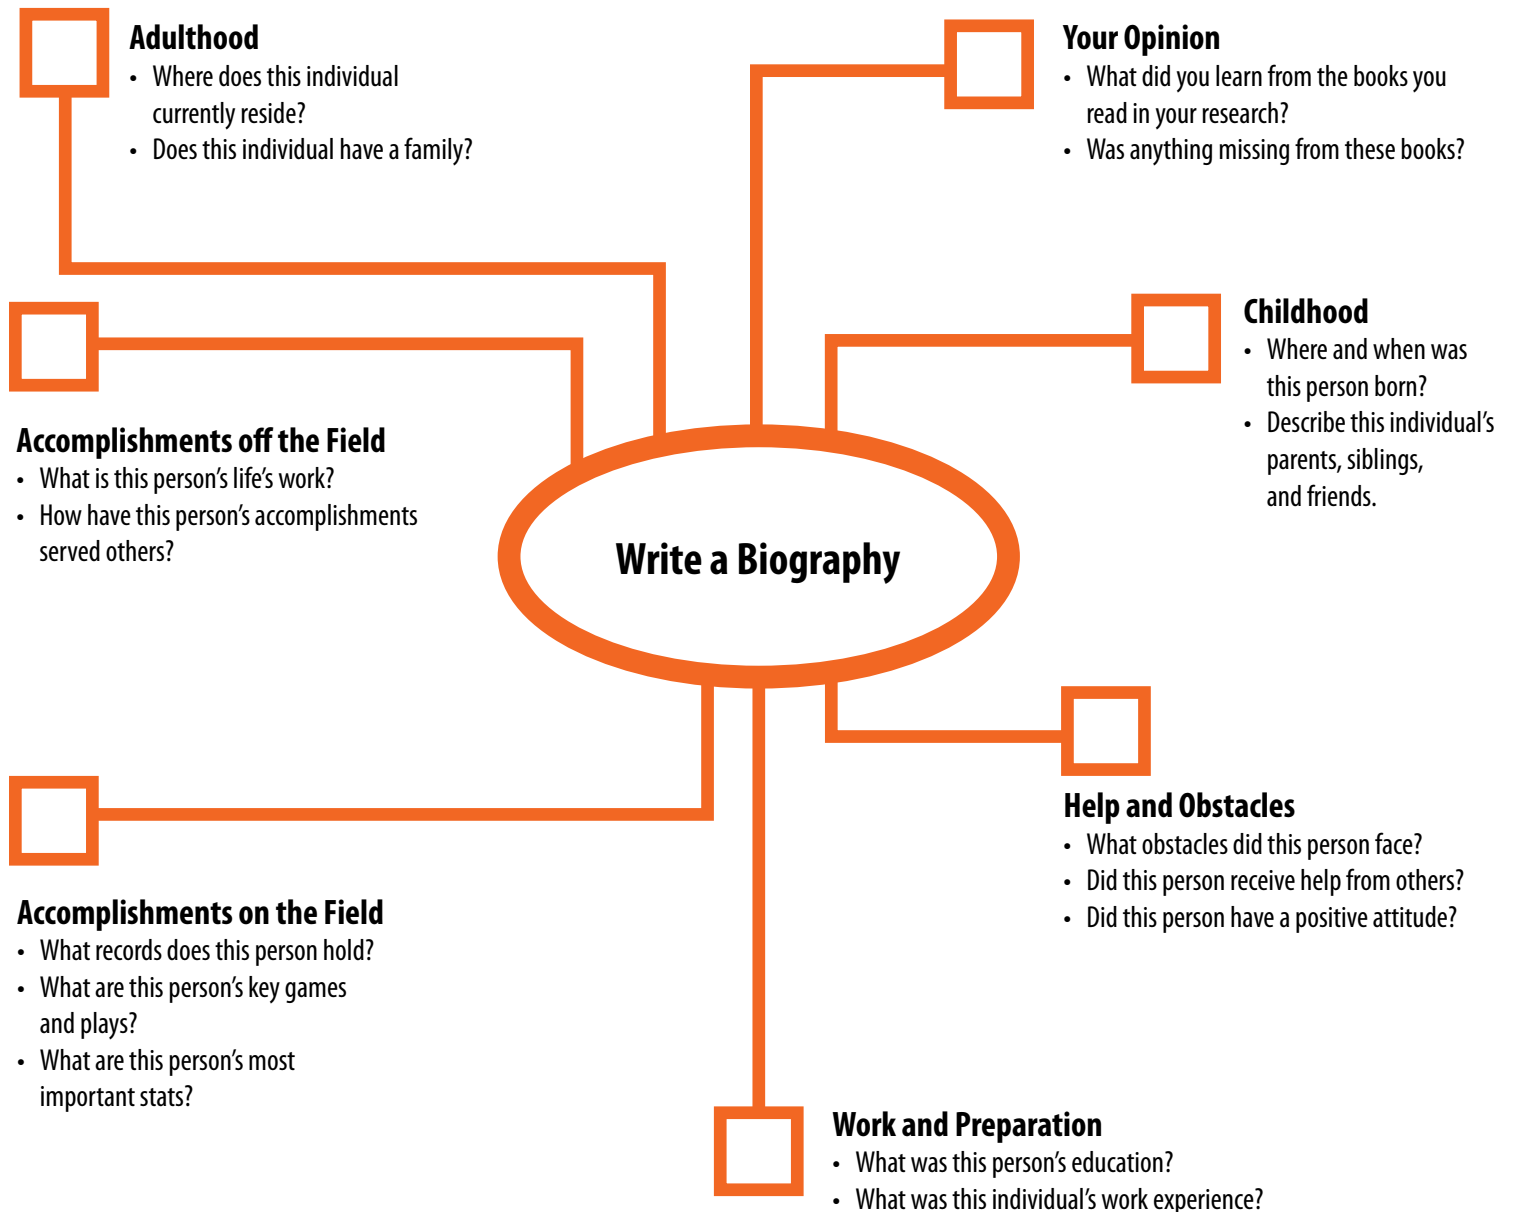 Adulthood
• Where does this individual
currently reside?
• Does this individual have a family?
Your Opinion
• What did you learn from the books you
read in your research?
• Was anything missing from these books?
Childhood
• Where and when was
this person born?
• Describe this individual’s
parents, siblings,
and friends.
Accomplishments off the Field
• What is this person’s life’s work?
• How have this person’s accomplishments
served others?
Write a Biography
Help and Obstacles
• What obstacles did this person face?
• Did this person receive help from others?
• Did this person have a positive attitude?
Accomplishments on the Field
• What records does this person hold?
• What are this person’s key games
and plays?
• What are this person’s most
important stats?
Work and Preparation
• What was this person’s education?
• What was this individual’s work experience?